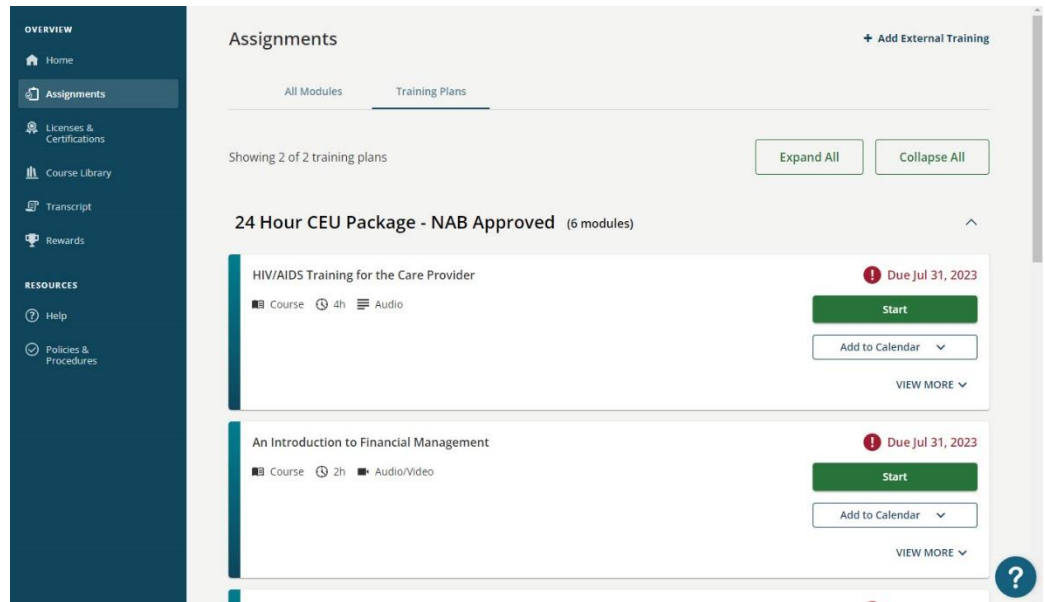 OVERVIEW
Home
Assignments
Licenses &
Certifications
Course Library
Transcript
Rewards
RESOURCES
Help
Policies &
Procedures
Assignments
+ Add External Training
All Modules
Training Plans
Showing 2 of 2 training plans
Expand All
Collapse All
24 Hour CEU Package - NAB Approved (6 modules)
HIV/AIDS Training for the Care Provider
Due Jul 31, 2023
Course 4h Audio
Start
Add to Calendar
VIEW MORE
An Introduction to Financial Management
Due Jul 31, 2023
Course 2h Audio/Video
Start
Add to Calendar
VIEW MORE
?